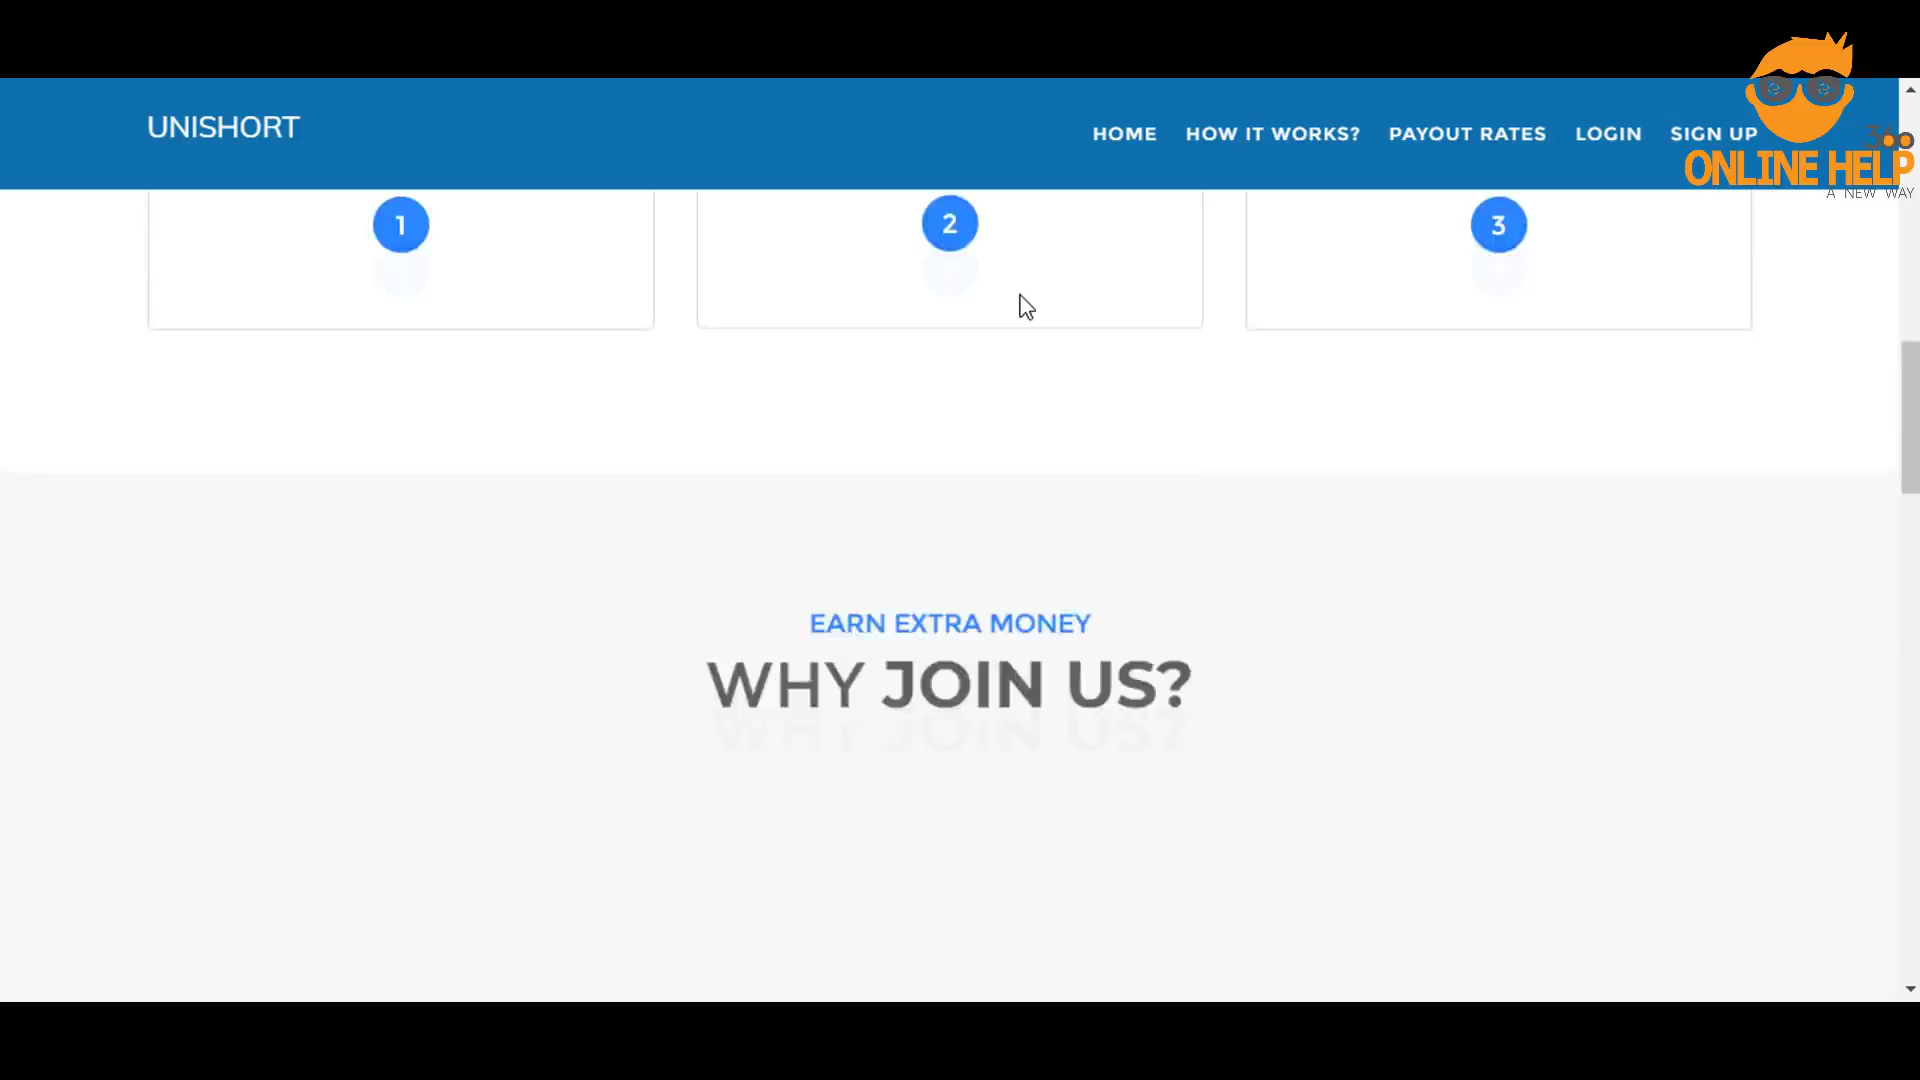 UNISHORT
HOME HOW IT WORKS? PAYOUT RATES LOGIN SIGN UP
ONLINE HELP
A NEW WAY
1 2 3
EARN EXTRA MONEY
WHY JOIN US?